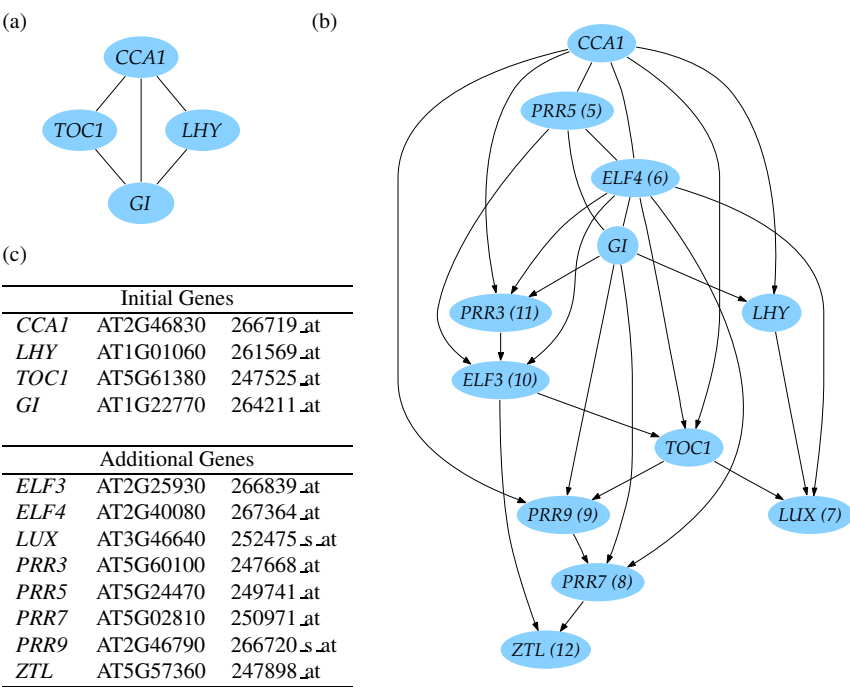 (a)
CCA1
TOC1 LHY
GI
(b)
CCA1
PRR5 (5)
ELF4 (6)
GI
PRR3 (11)
LHY
ELF3 (10)
TOC1
PRR9 (9)
LUX (7)
PRR7 (8)
ZTL (12)
(c)
Initial Genes
CCA1 AT2G46830 266719_at
LHY AT1G01060 261569_at
TOC1 AT5G61380 247525_at
GI AT1G22770 264211_at
Additional Genes
ELF3 AT2G25930 266839_at
ELF4 AT2G40080 267364_at
LUX AT3G46640 252475_s_at
PRR3 AT5G60100 247668_at
PRR5 AT5G24470 249741_at
PRR7 AT5G02810 250971_at
PRR9 AT2G46790 266720_s_at
ZTL AT5G57360 247898_at